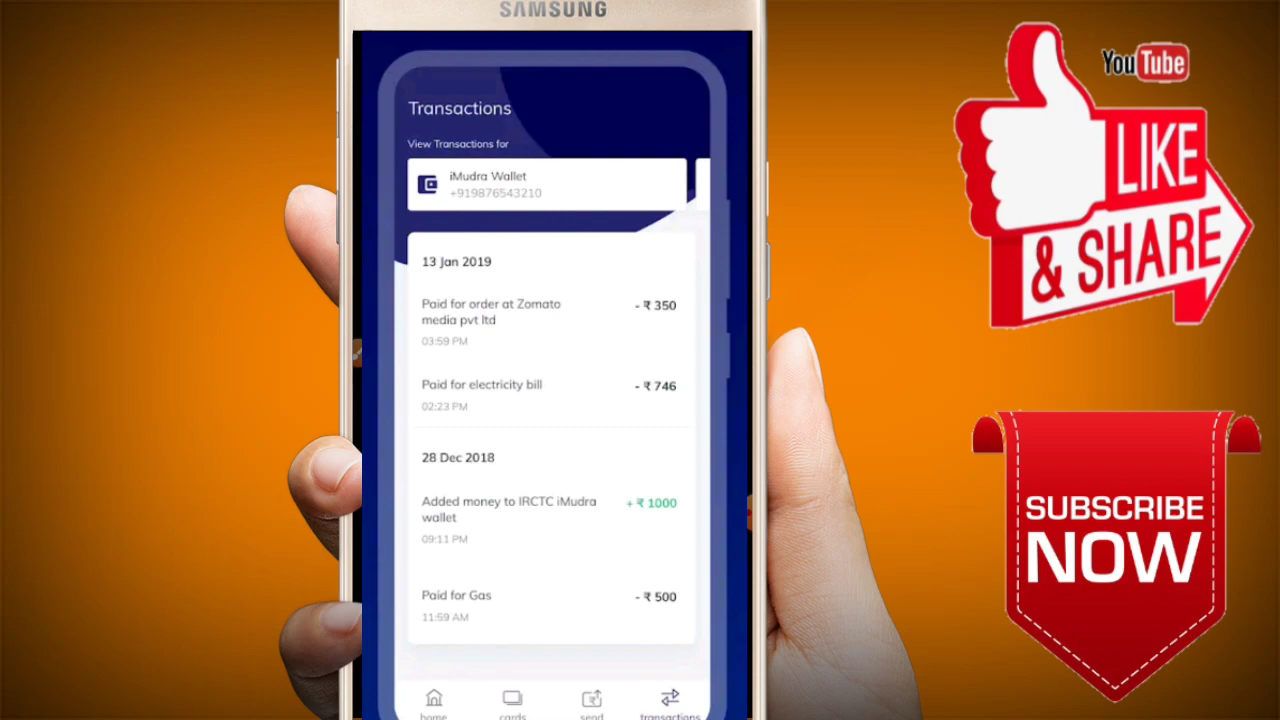 SAMSUNG
Transactions
View Transactions for
iMudra Wallet
+919876543210
13 Jan 2019
Paid for order at Zomato
media pvt ltd
- ₹ 350
03:59 PM
Paid for electricity bill
- ₹ 746
02:23 PM
28 Dec 2018
Added money to IRCTC iMudra
wallet
+ ₹ 1000
09:11 PM
Paid for Gas
- ₹ 500
11:59 AM
home
cards
send
transactions
YouTube
LIKE
& SHARE
SUBSCRIBE
NOW